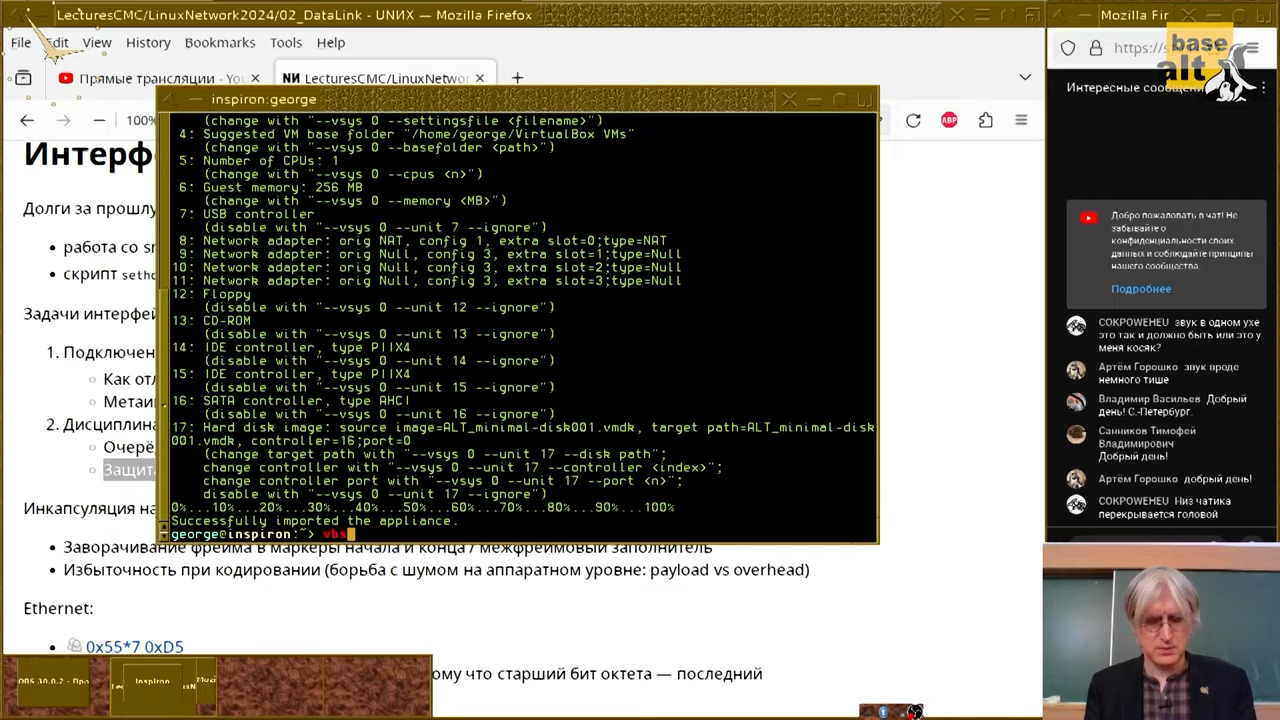 LecturesCMC/LinuxNetwork2024/02_DataLink - UNИX — Mozilla Firefox
Mozilla Fir
File Edit View History Bookmarks Tools Help
https://s
base
alt
Прямые трансляции - You
LecturesCMC/LinuxNetwor
100%
ABP
Интересные сообщени
inspiron:george
(change with "--vsys 0 --settingsfile <filename>")
4: Suggested VM base folder "/home/george/VirtualBox VMs"
(change with "--vsys 0 --basefolder <path>")
5: Number of CPUs: 1
(change with "--vsys 0 --cpus <n>")
6: Guest memory: 256 MB
(change with "--vsys 0 --memory <MB>")
7: USB controller
(disable with "--vsys 0 --unit 7 --ignore")
8: Network adapter: orig NAT, config 1, extra slot=0;type=NAT
9: Network adapter: orig Null, config 3, extra slot=1;type=Null
10: Network adapter: orig Null, config 3, extra slot=2;type=Null
11: Network adapter: orig Null, config 3, extra slot=3;type=Null
12: Floppy
(disable with "--vsys 0 --unit 12 --ignore")
13: CD-ROM
(disable with "--vsys 0 --unit 13 --ignore")
14: IDE controller, type PIIX4
(disable with "--vsys 0 --unit 14 --ignore")
15: IDE controller, type PIIX4
(disable with "--vsys 0 --unit 15 --ignore")
16: SATA controller, type AHCI
(disable with "--vsys 0 --unit 16 --ignore")
17: Hard disk image: source image=ALT_minimal-disk001.vmdk, target path=ALT_minimal-disk
001.vmdk, controller=16;port=0
(change target path with "--vsys 0 --unit 17 --disk path";
change controller with "--vsys 0 --unit 17 --controller <index>";
change controller port with "--vsys 0 --unit 17 --port <n>";
disable with "--vsys 0 --unit 17 --ignore")
0%...10%...20%...30%...40%...50%...60%...70%...80%...90%...100%
Successfully imported the appliance.
george@inspiron:~> vbs
Интерф
Долги за прошлу
работа со
скрипт
Задачи интерфей
1. Подключен
Как отл
Метаи
2. Дисциплина
Очерё
Защита
Инкапсуляция на
Заворачивание фрейма в маркеры начала и конца / межфреймовый заполнитель
Избыточность при кодировании (борьба с шумом на аппаратном уровне: payload vs overhead)
Ethernet:
0x55*7 0xD5
ому что старший бит октета — последний
Добро пожаловать в чат! Не
забывайте о
конфиденциальности своих
данных и соблюдайте принципы
нашего сообщества.
Подробнее
COKPOWEHEU звук в одном ухе
это так и должно быть или это у
меня косяк?
Артём Горошко звук вроде
немного тише
Владимир Васильев Добрый
день! С.-Петербург.
Санников Тимофей
Владимирович
Добрый день!
Артём Горошко добрый день!
COKPOWEHEU Низ чатика
перекрывается головой
OBS 30.0.2 - Про
Inspiron